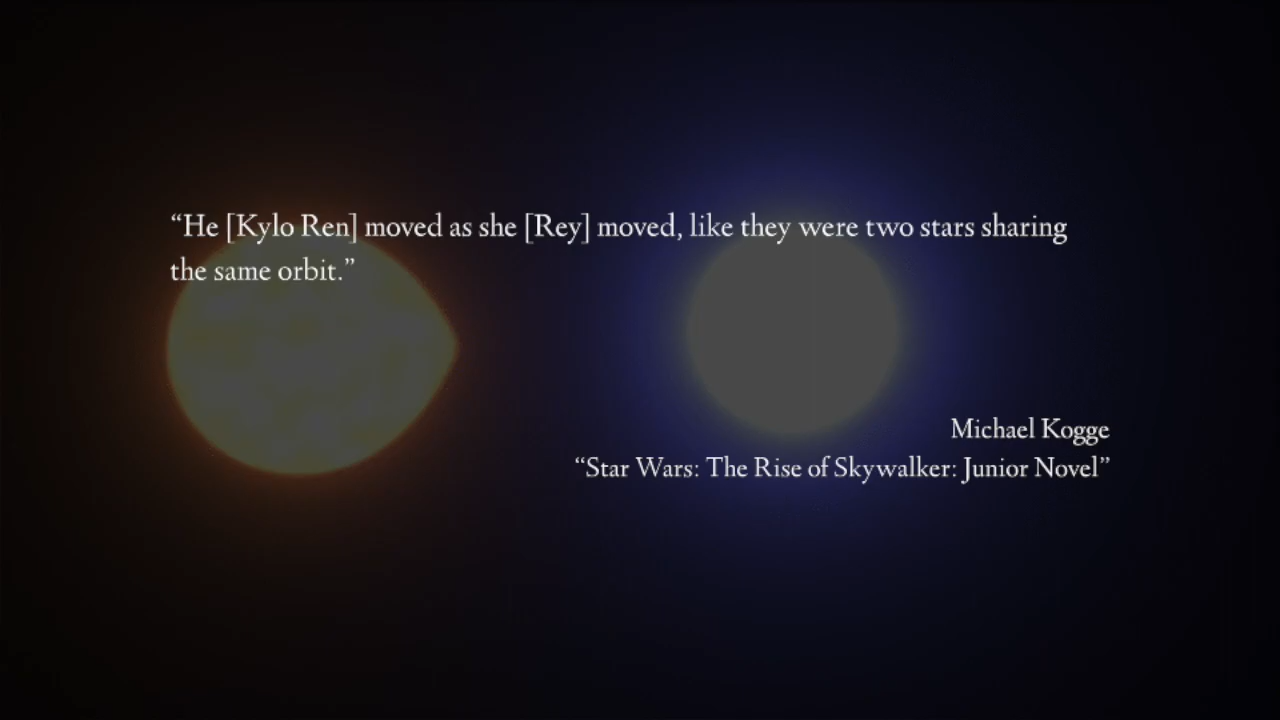 “He [Kylo Ren] moved as she [Rey] moved, like they were two stars sharing
the same orbit.”
Michael Kogge
“Star Wars: The Rise of Skywalker: Junior Novel”